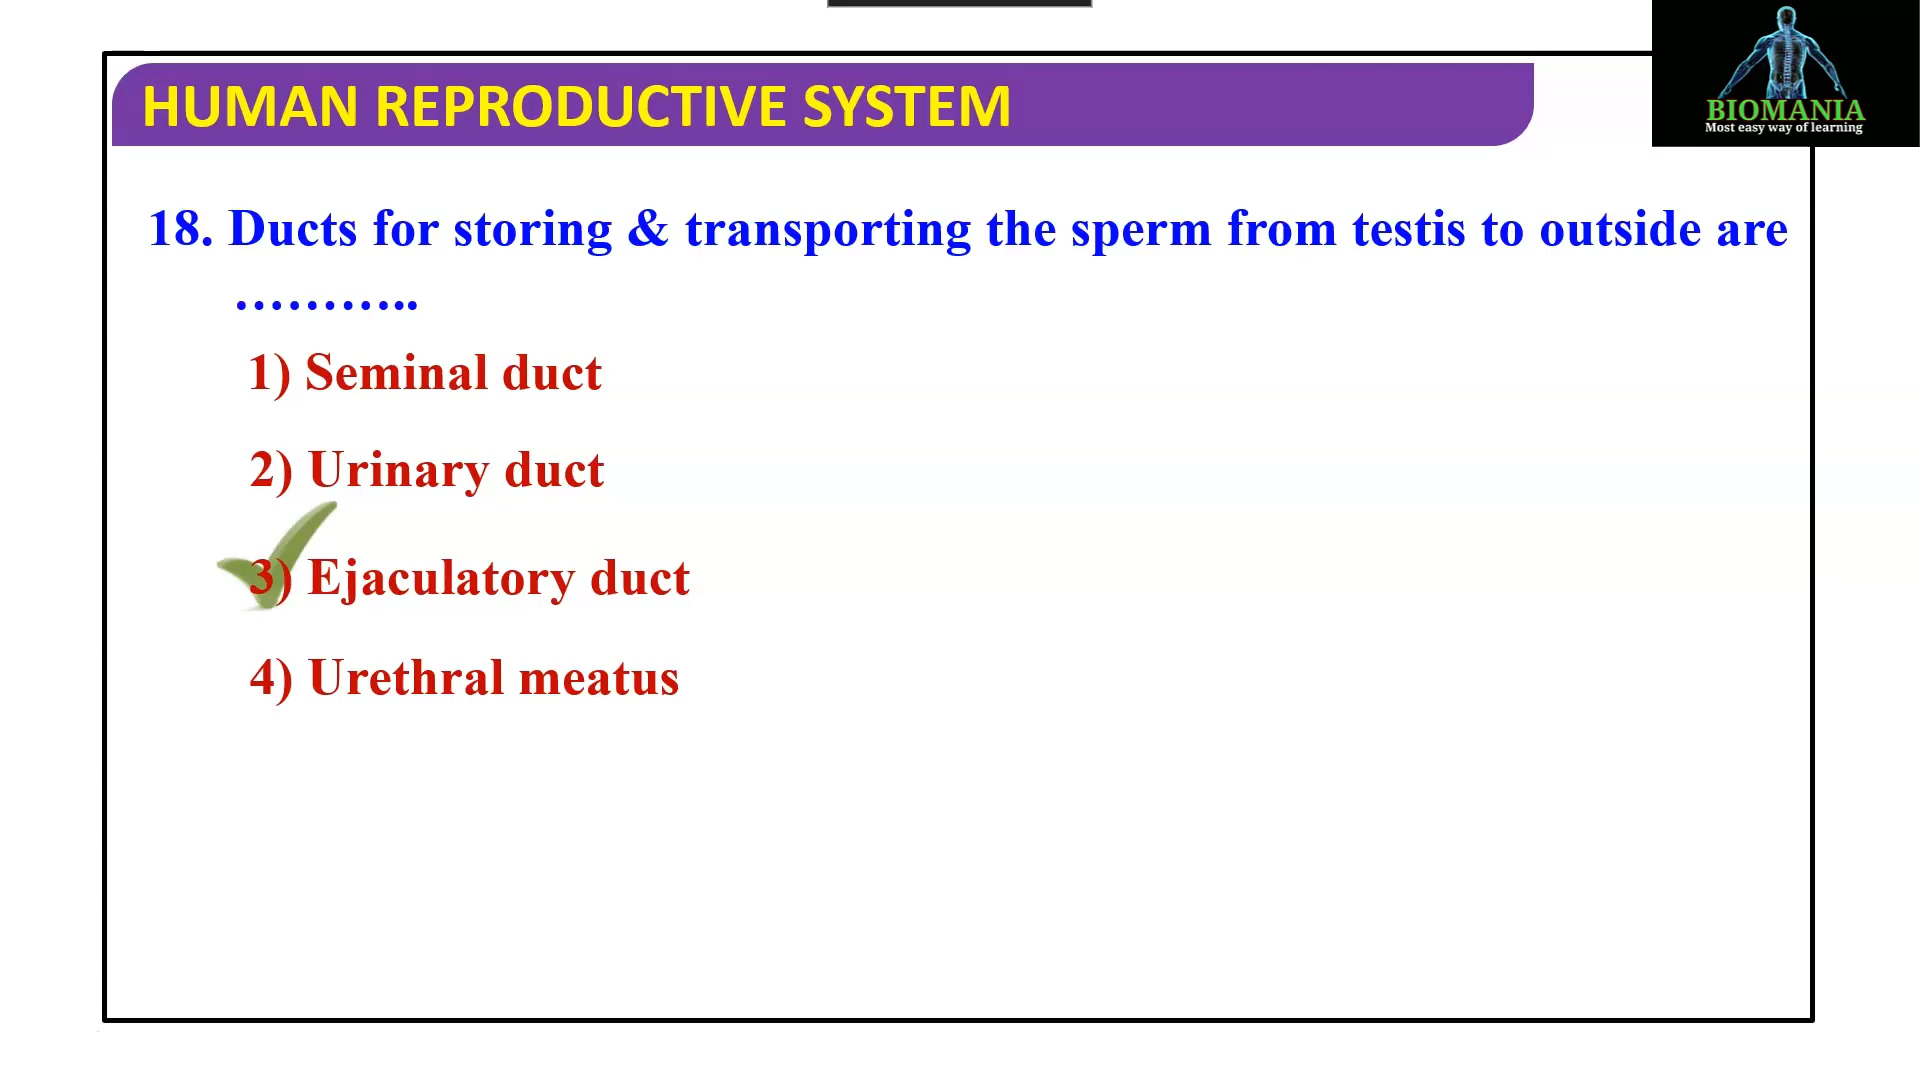 HUMAN REPRODUCTIVE SYSTEM
BIOMANIA
Most easy way of learning
18. Ducts for storing & transporting the sperm from testis to outside are
………..
1) Seminal duct
2) Urinary duct
3) Ejaculatory duct
4) Urethral meatus